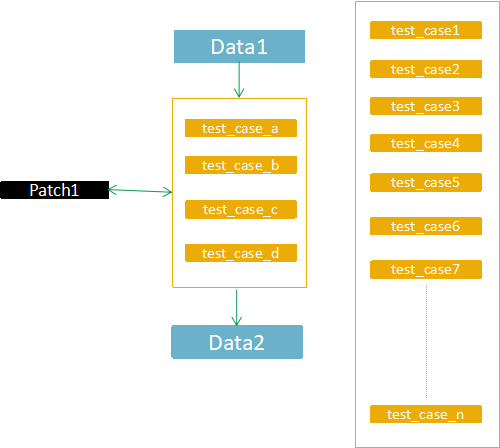 Data1
test_case_a
test_case_b
test_case_c
test_case_d
Patch1
Data2
test_case1
test_case2
test_case3
test_case4
test_case5
test_case6
test_case7
test_case_n